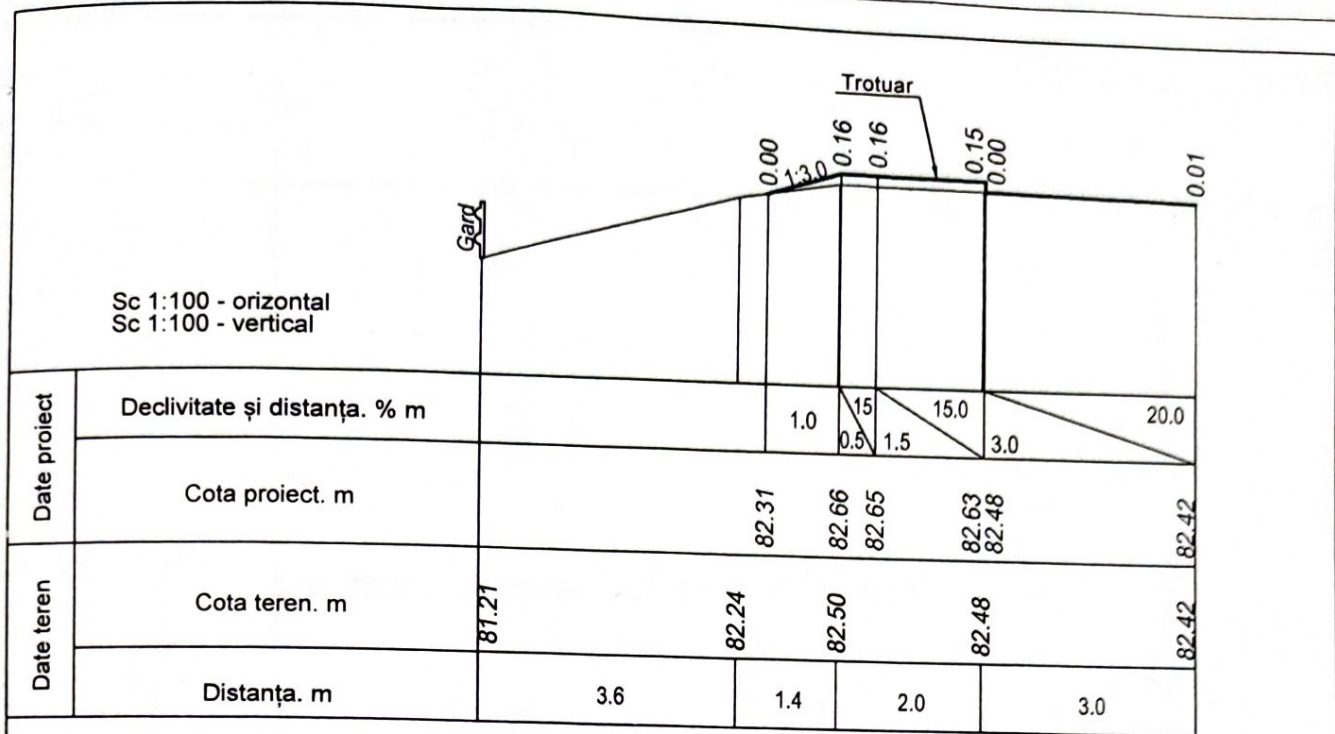 Trotuar
0.00
1:3.0
0.16
0.16
0.15
0.00
0.01
Gard
Sc 1:100 - orizontal
Sc 1:100 - vertical
Date proiect
Declivitate și distanța. % m
1.0
15
0.5
15.0
1.5
20.0
3.0
Cota proiect. m
82.31
82.66
82.65
82.63
82.48
82.42
Date teren
Cota teren. m
81.21
82.24
82.50
82.48
82.42
Distanța. m
3.6
1.4
2.0
3.0